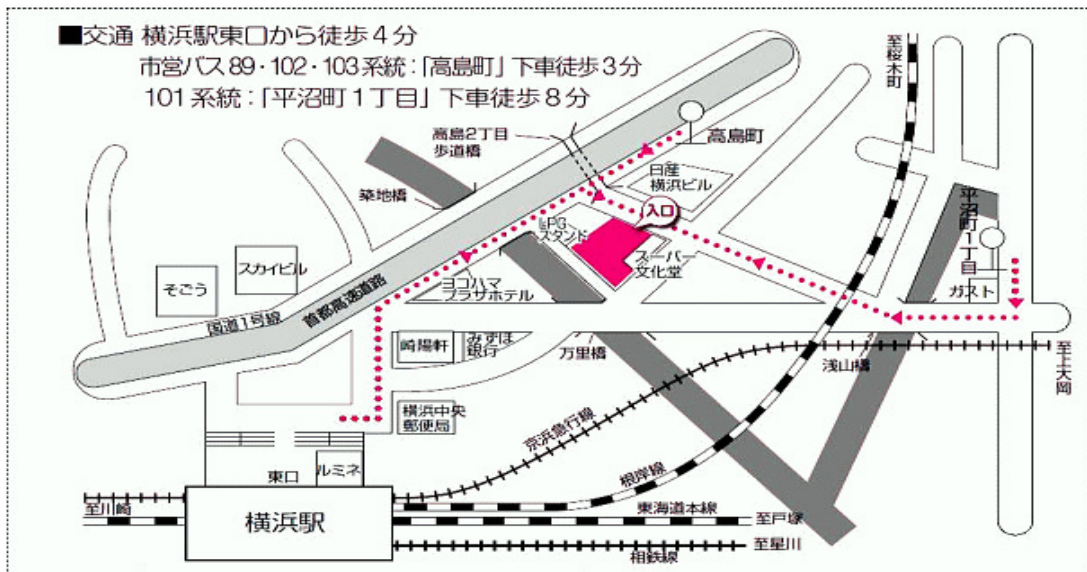 ■交通 横浜駅東口から徒歩4分
市営バス89・102・103系統:「高島町」下車徒歩3分
101系統:「平沼町1丁目」下車徒歩8分
至桜木町
高島2丁目
歩道橋
高島町
日産
横浜ビル
築地橋
入口
平沼町1丁目
LPG
スタンド
スーパー
文化堂
スカイビル
そごう
ヨコハマ
プラザホテル
ガスト
首都高速道路
国道1号線
崎陽軒
みずほ
銀行
万里橋
浅山橋
至上大岡
横浜中央
郵便局
京浜急行線
東口
ルミネ
根岸線
至川崎
横浜駅
東海道本線
至戸塚
相鉄線
至星川